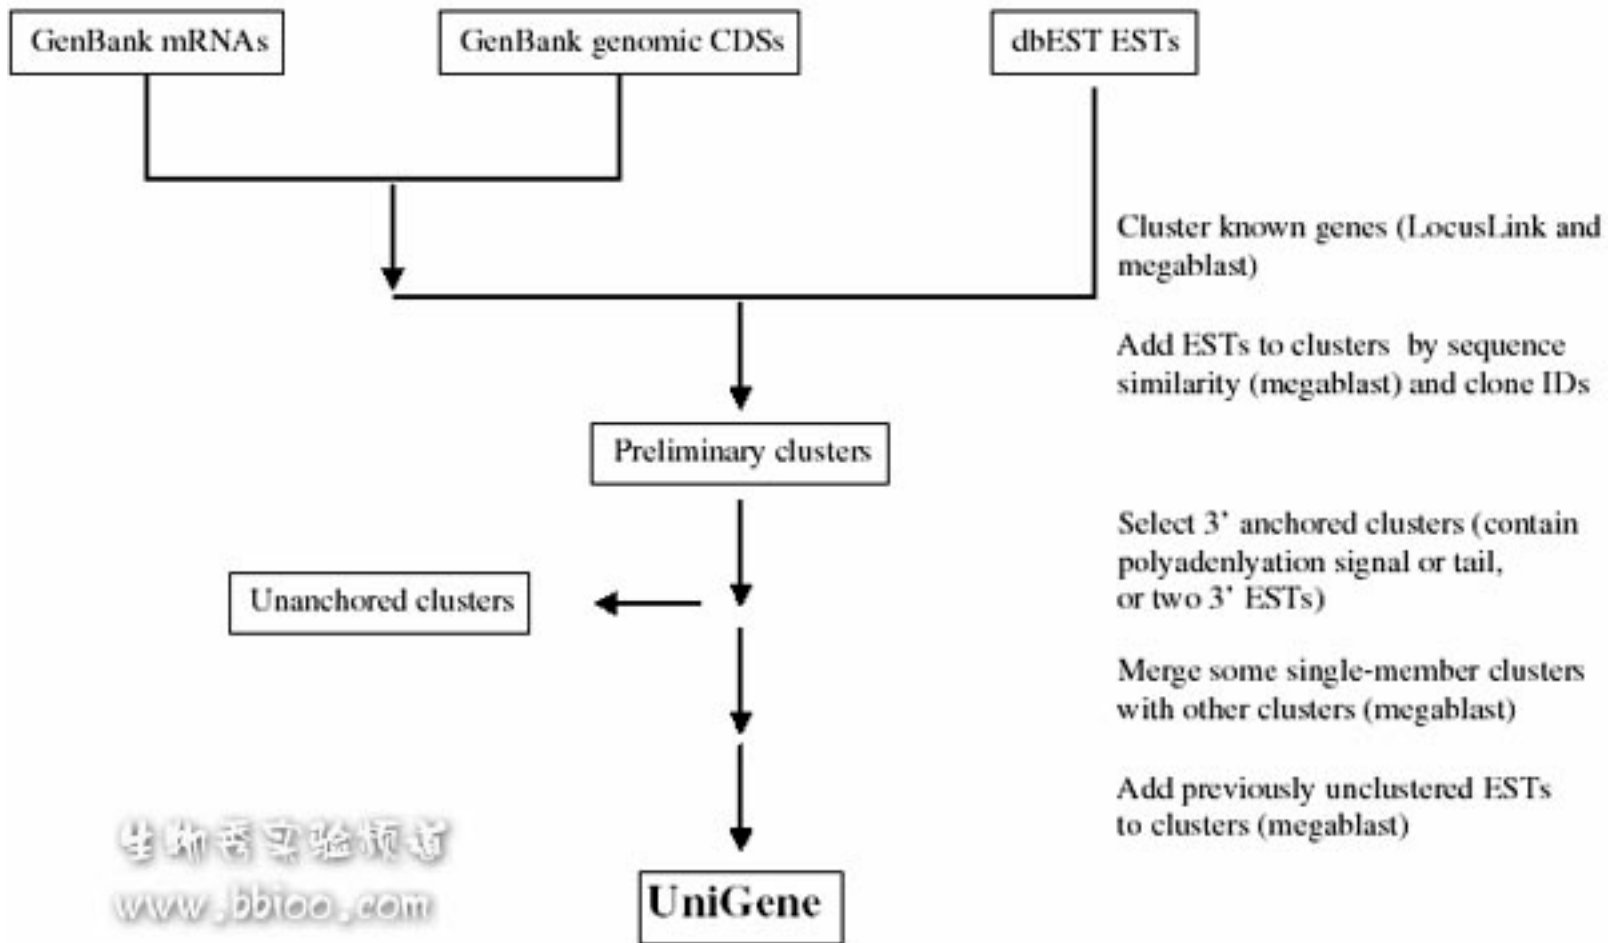 GenBank mRNAs
GenBank genomic CDSs
dbEST ESTs
Cluster known genes (LocusLink and
megablast)
Add ESTs to clusters by sequence
similarity (megablast) and clone IDs
Preliminary clusters
Select 3' anchored clusters (contain
polyadenlyation signal or tail,
or two 3' ESTs)
Unanchored clusters
Merge some single-member clusters
with other clusters (megablast)
Add previously unclustered ESTs
to clusters (megablast)
UniGene
生物秀实验频道
www.bbioo.com